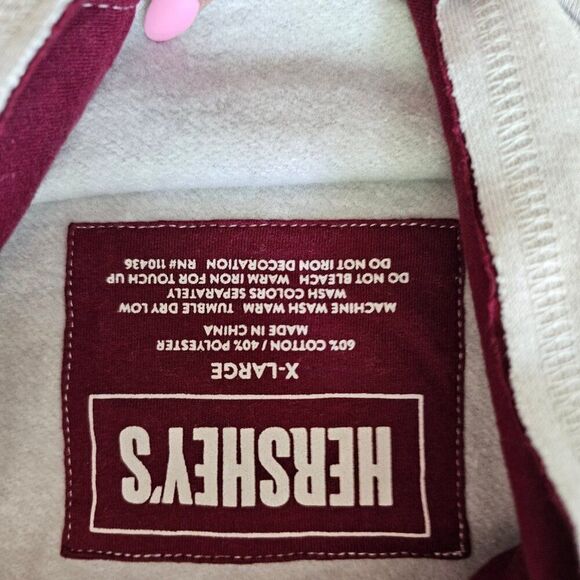 HERSHEY'S
X-LARGE
60% COTTON / 40% POLYESTER
MADE IN CHINA
MACHINE WASH WARM TUMBLE DRY LOW
WASH COLORS SEPARATELY
DO NOT BLEACH WARM IRON FOR TOUCH UP
DO NOT IRON DECORATION RN# 110436